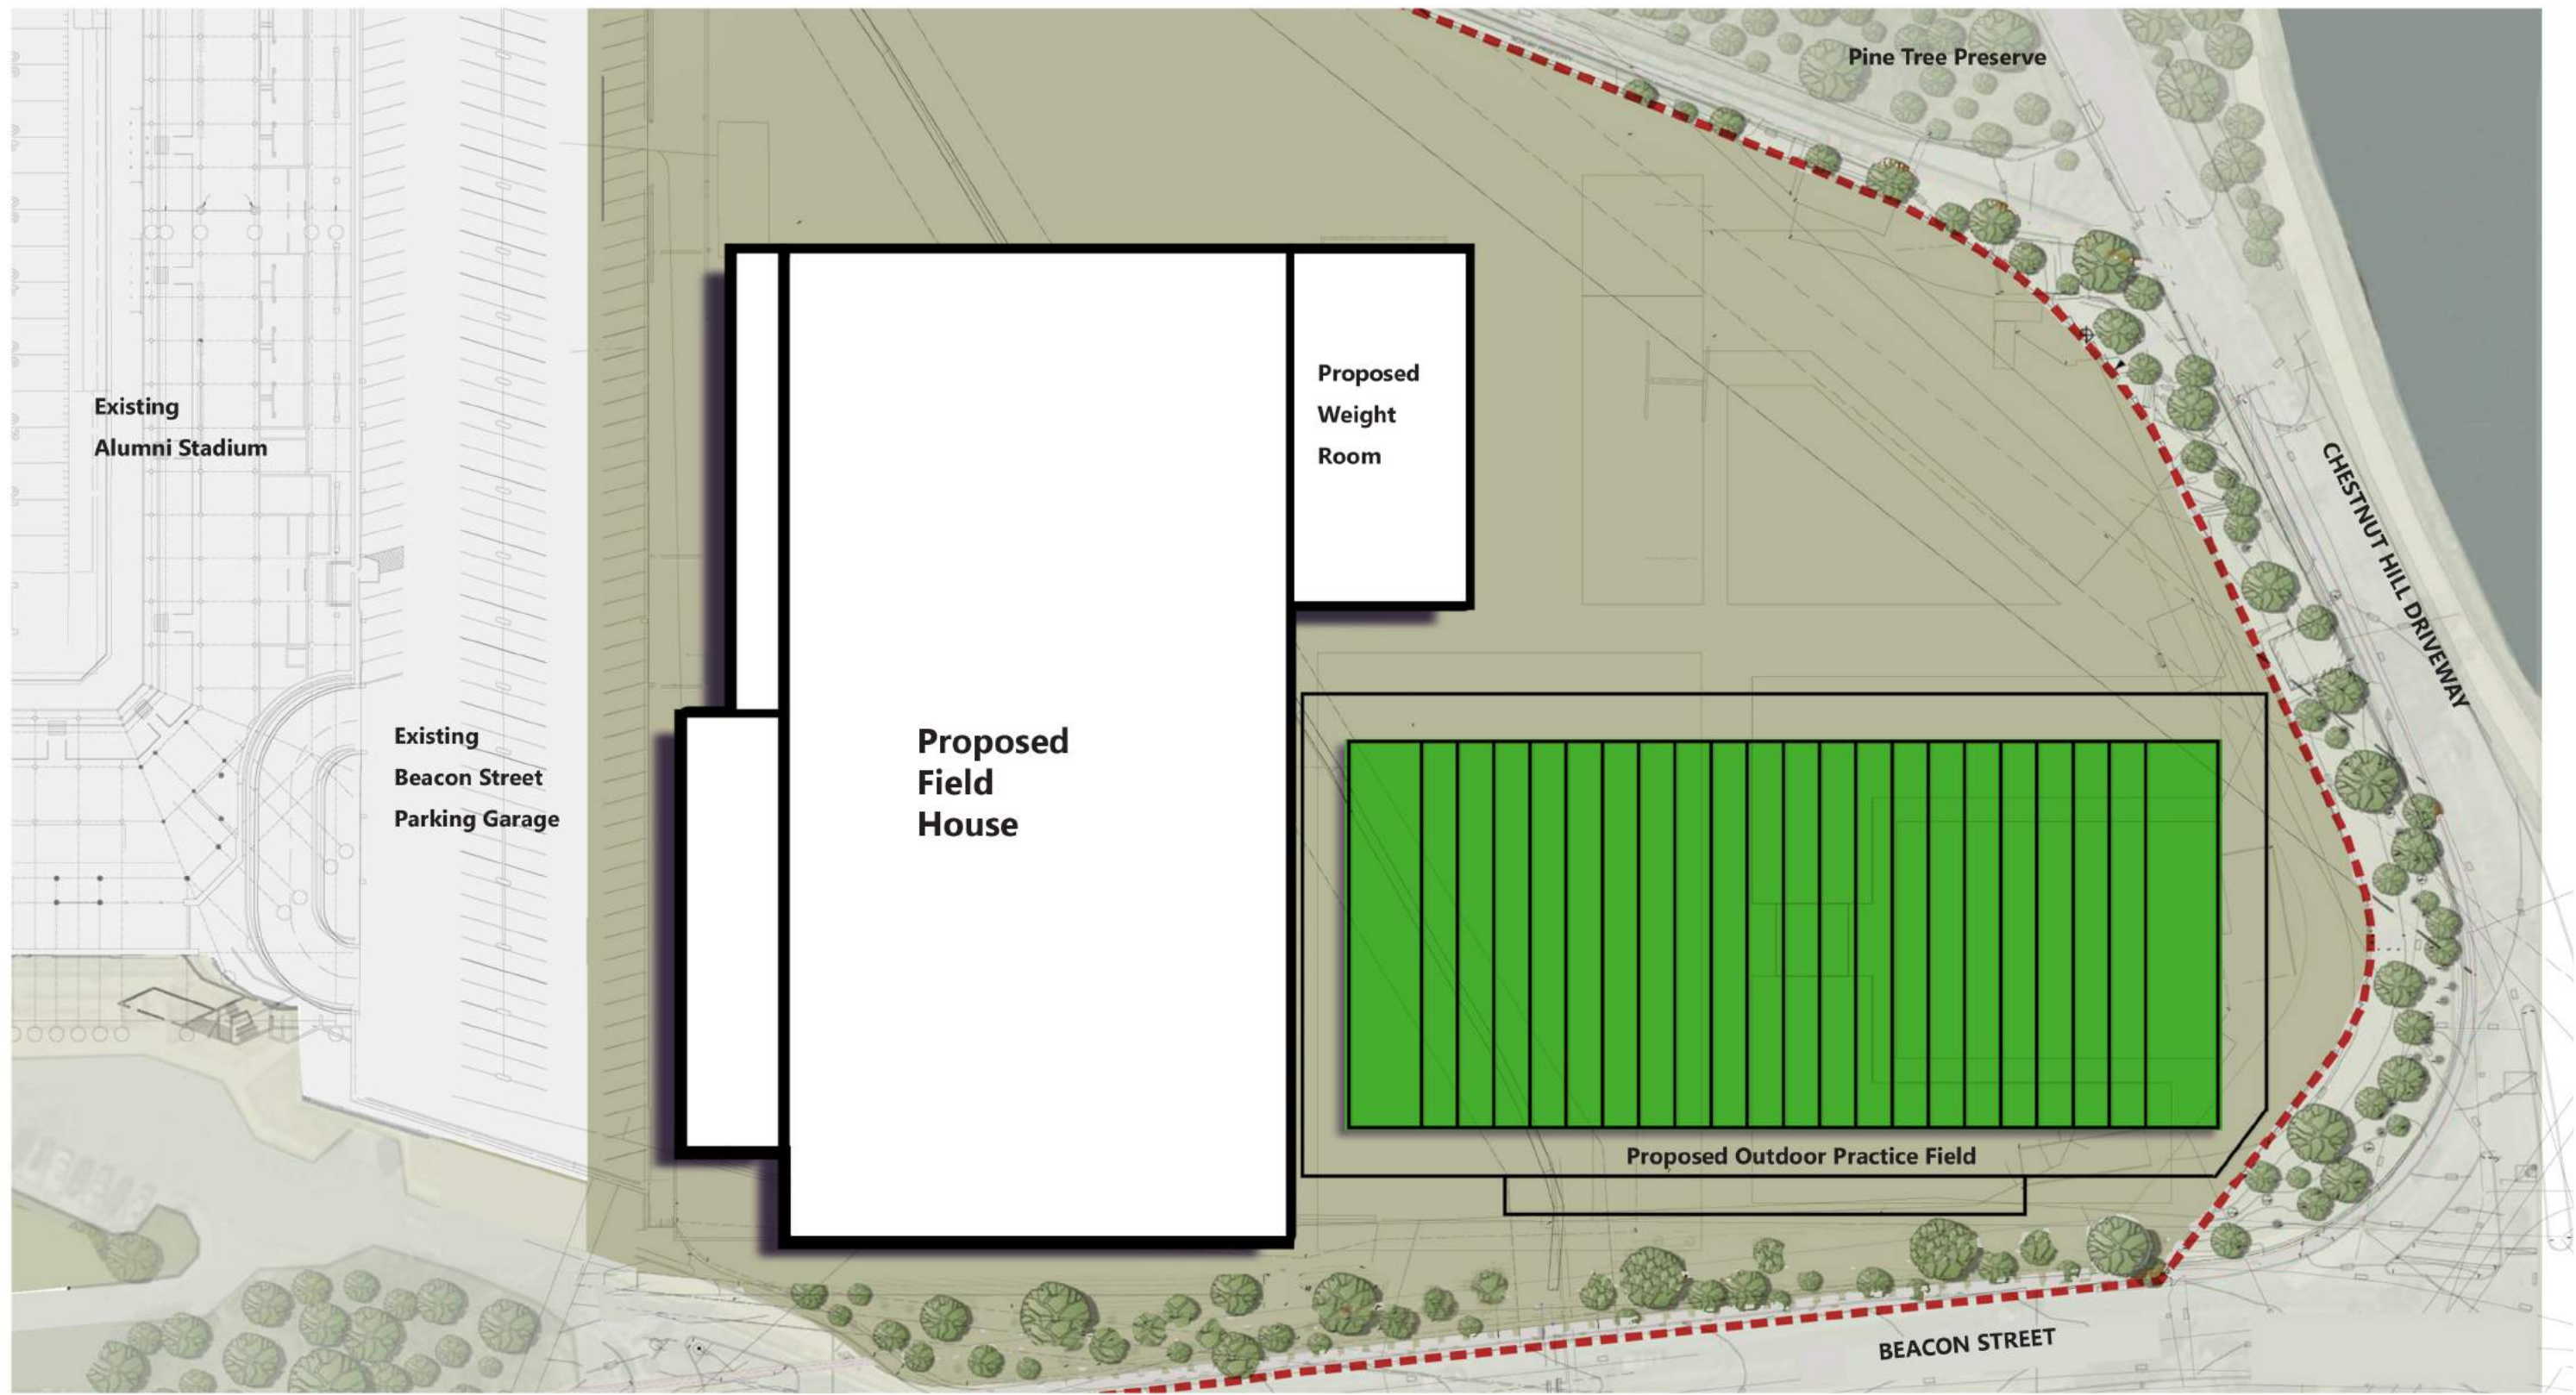 Pine Tree Preserve
Existing
Alumni Stadium
Proposed
Weight
Room
CHESTNUT HILL DRIVEWAY
Existing
Beacon Street
Parking Garage
Proposed
Field
House
Proposed Outdoor Practice Field
BEACON STREET